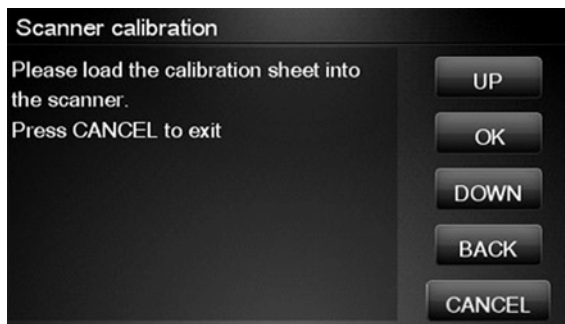 Scanner calibration
Please load the calibration sheet into
the scanner.
Press CANCEL to exit
UP
OK
DOWN
BACK
CANCEL